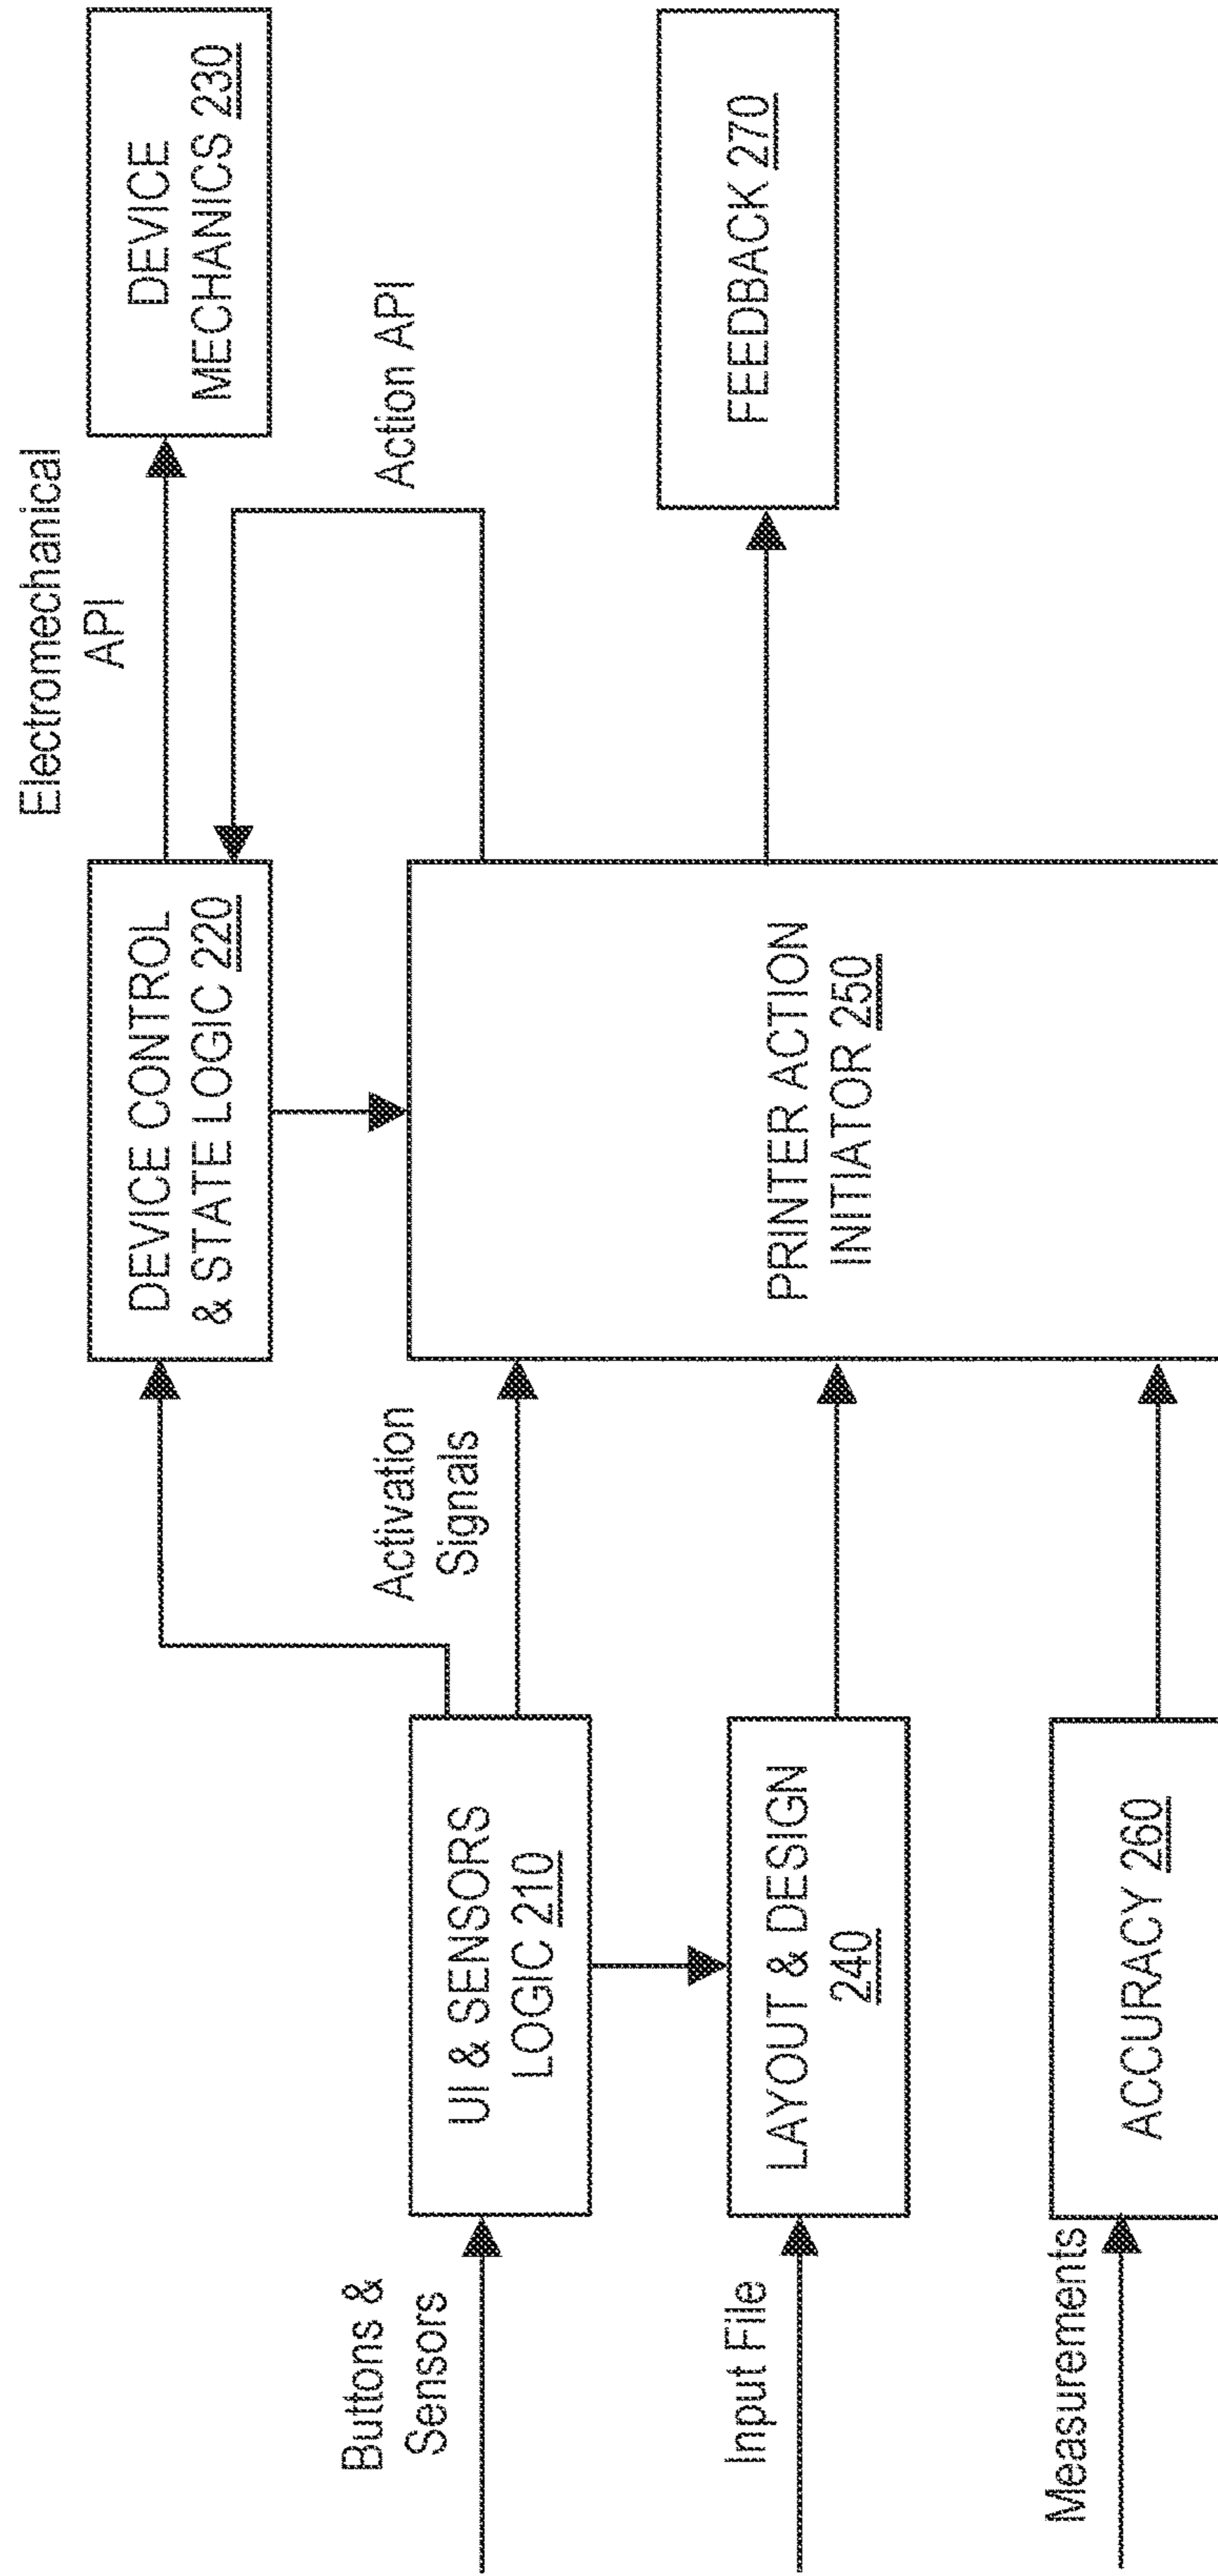 Electromechanical
API
DEVICE
MECHANICS 230
DEVICE CONTROL
& STATE LOGIC 220
Action API
Buttons &
Sensors
UI & SENSORS
LOGIC 210
Activation
Signals
PRINTER ACTION
INITIATOR 250
FEEDBACK 270
Input File
LAYOUT & DESIGN
240
Measurements
ACCURACY 260